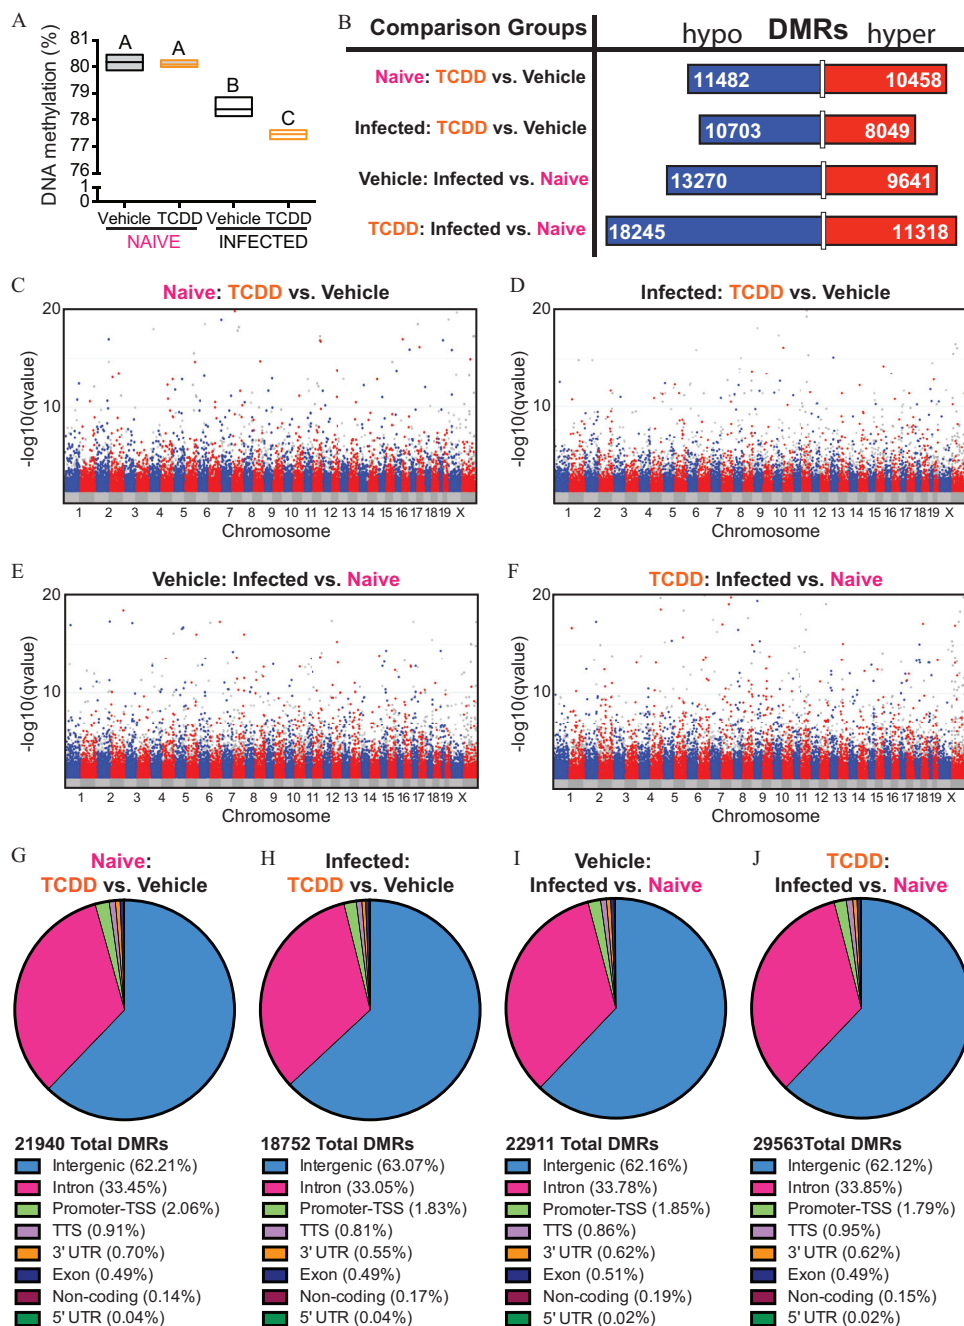 A
DNA methylation (%)
81
80
79
78
77
76
1
0
A
A
B
C
Vehicle TCDD Vehicle TCDD
NAIVE INFECTED
B
Comparison Groups
hypo DMRs hyper
Naive: TCDD vs. Vehicle
11482 10458
Infected: TCDD vs. Vehicle
10703 8049
Vehicle: Infected vs. Naive
13270 9641
TCDD: Infected vs. Naive
18245 11318
C
Naive: TCDD vs. Vehicle
20
10
-log10(qvalue)
1 2 3 4 5 6 7 8 9 10 11 12 13 14 15 16 17 18 19 X
Chromosome
D
Infected: TCDD vs. Vehicle
20
10
-log10(qvalue)
1 2 3 4 5 6 7 8 9 10 11 12 13 14 15 16 17 18 19 X
Chromosome
E
Vehicle: Infected vs. Naive
20
10
-log10(qvalue)
1 2 3 4 5 6 7 8 9 10 11 12 13 14 15 16 17 18 19 X
Chromosome
F
TCDD: Infected vs. Naive
20
10
-log10(qvalue)
1 2 3 4 5 6 7 8 9 10 11 12 13 14 15 16 17 18 19 X
Chromosome
G
Naive:
TCDD vs. Vehicle
21940 Total DMRs
Intergenic (62.21%)
Intron (33.45%)
Promoter-TSS (2.06%)
TTS (0.91%)
3' UTR (0.70%)
Exon (0.49%)
Non-coding (0.14%)
5' UTR (0.04%)
H
Infected:
TCDD vs. Vehicle
18752 Total DMRs
Intergenic (63.07%)
Intron (33.05%)
Promoter-TSS (1.83%)
TTS (0.81%)
3' UTR (0.55%)
Exon (0.49%)
Non-coding (0.17%)
5' UTR (0.04%)
I
Vehicle:
Infected vs. Naive
22911 Total DMRs
Intergenic (62.16%)
Intron (33.78%)
Promoter-TSS (1.85%)
TTS (0.86%)
3' UTR (0.62%)
Exon (0.51%)
Non-coding (0.19%)
5' UTR (0.02%)
J
TCDD:
Infected vs. Naive
29563Total DMRs
Intergenic (62.12%)
Intron (33.85%)
Promoter-TSS (1.79%)
TTS (0.95%)
3' UTR (0.62%)
Exon (0.49%)
Non-coding (0.15%)
5' UTR (0.02%)